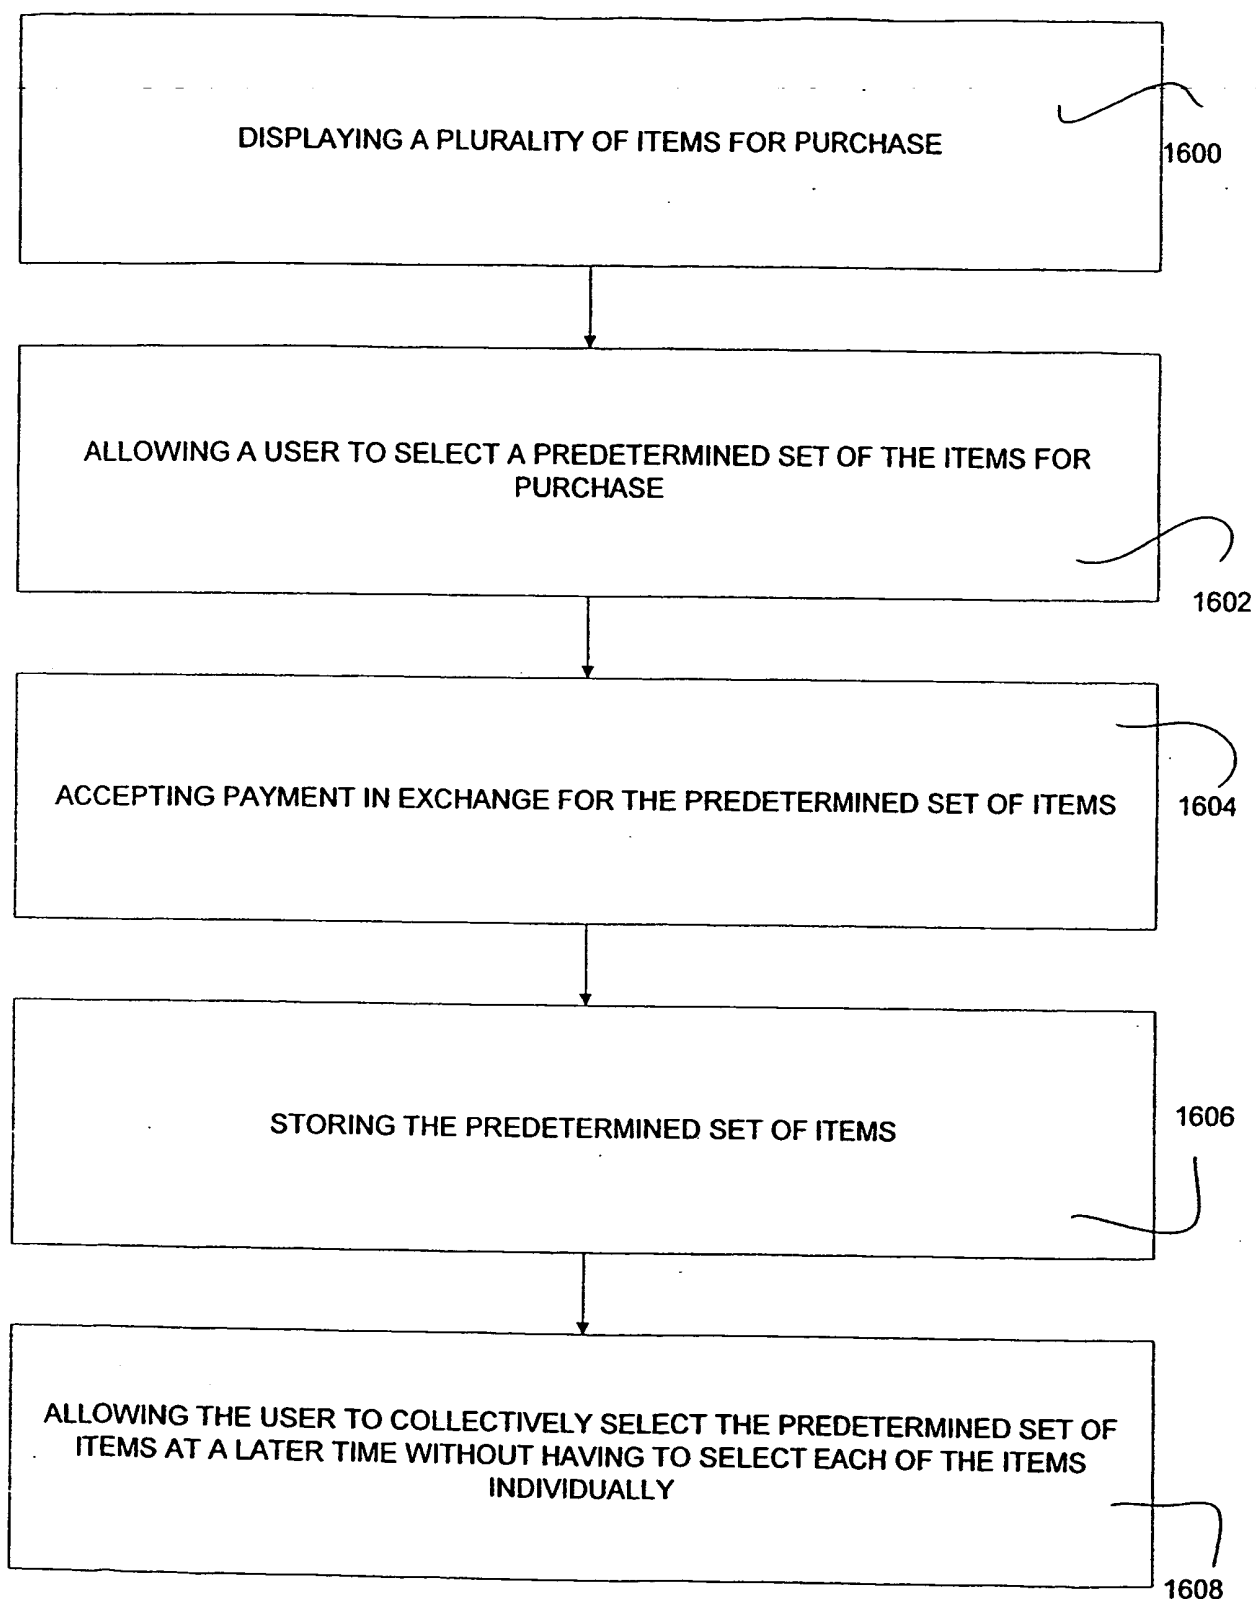 DISPLAYING A PLURALITY OF ITEMS FOR PURCHASE
1600
ALLOWING A USER TO SELECT A PREDETERMINED SET OF THE ITEMS FOR
PURCHASE
1602
ACCEPTING PAYMENT IN EXCHANGE FOR THE PREDETERMINED SET OF ITEMS
1604
STORING THE PREDETERMINED SET OF ITEMS
1606
ALLOWING THE USER TO COLLECTIVELY SELECT THE PREDETERMINED SET OF
ITEMS AT A LATER TIME WITHOUT HAVING TO SELECT EACH OF THE ITEMS
INDIVIDUALLY
1608